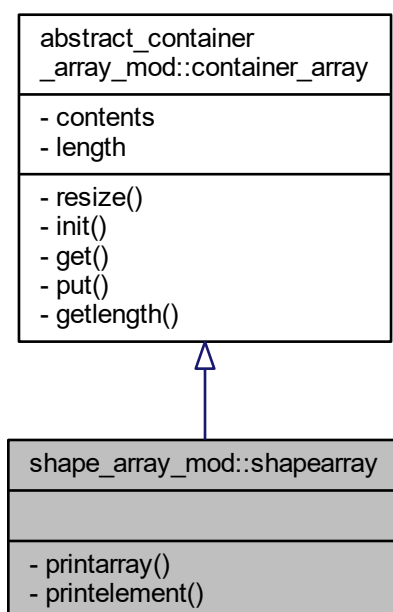 abstract_container
_array_mod::container_array
- contents
- length
- resize()
- init()
- get()
- put()
- getlength()
shape_array_mod::shapearray
- printarray()
- printelement()